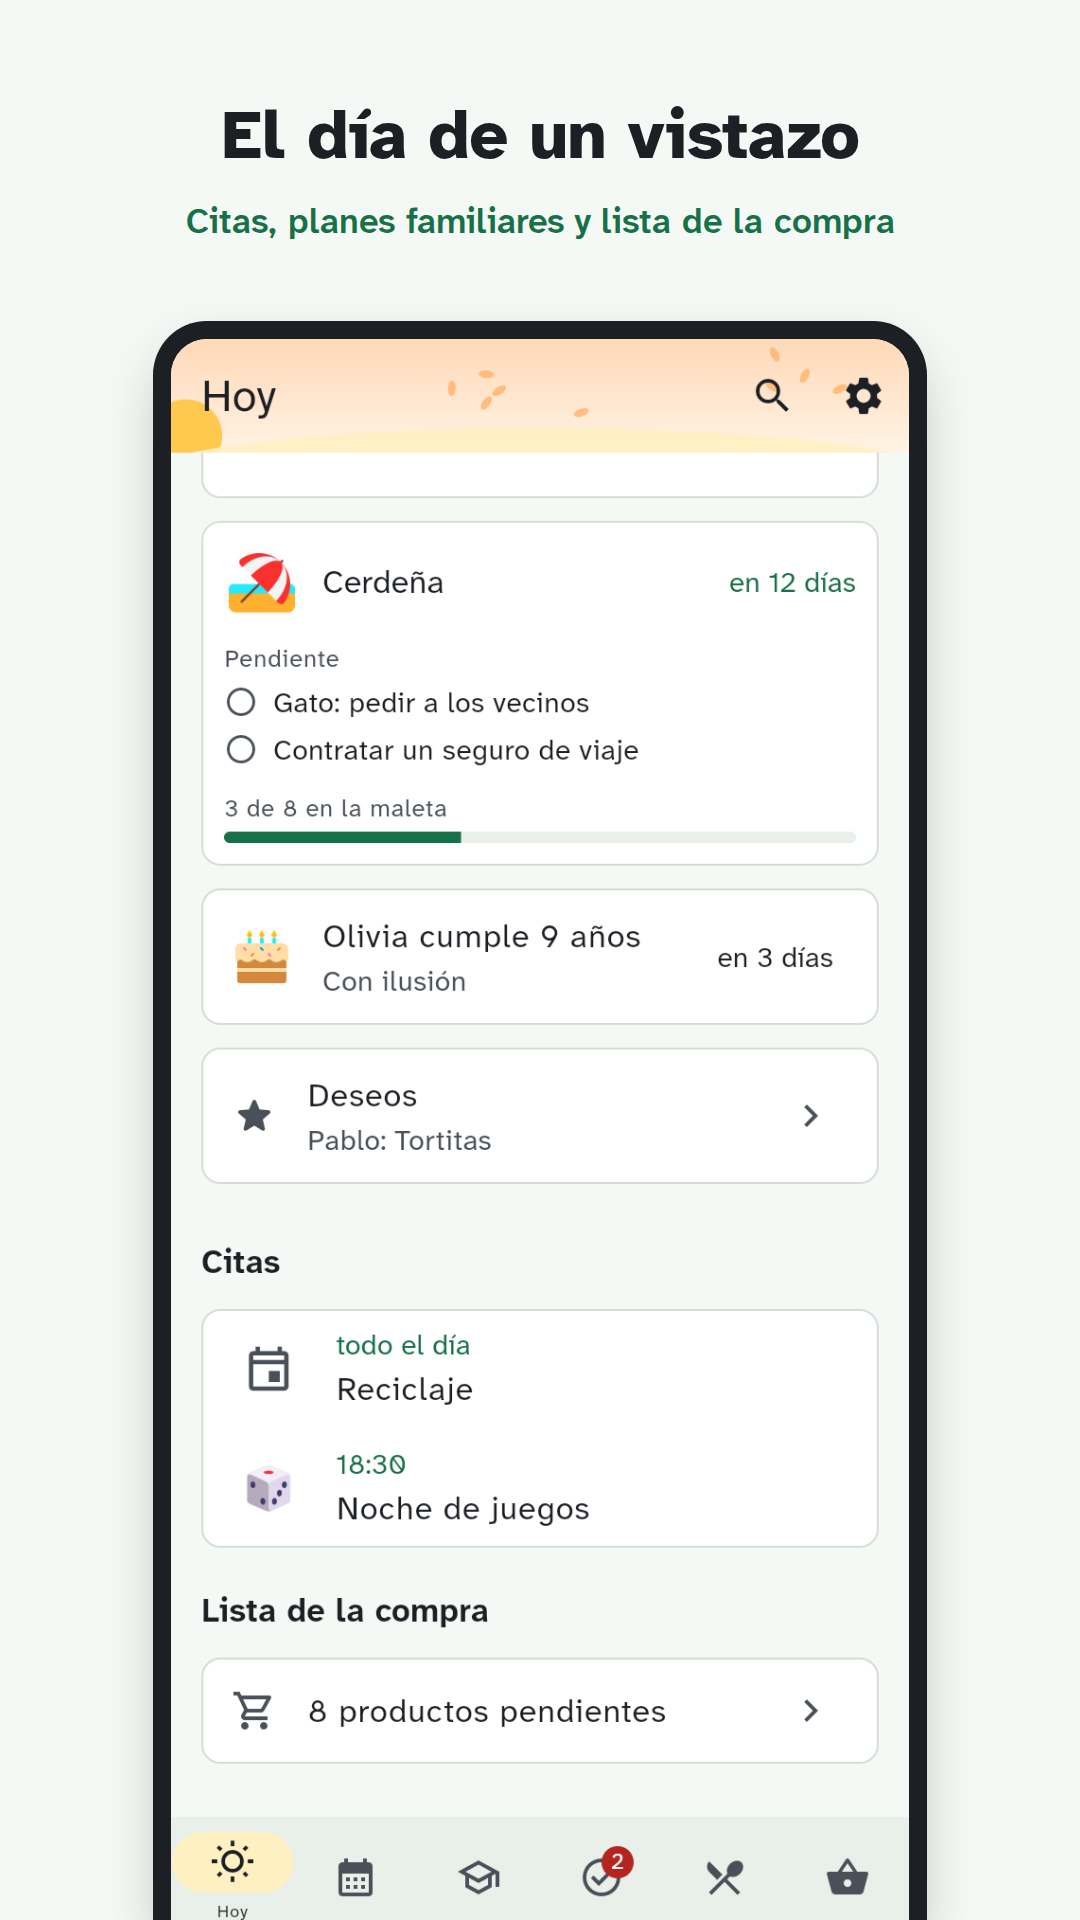 El día de un vistazo
Citas, planes familiares y lista de la compra
Hoy
Cerdeña
en 12 días
Pendiente
Gato: pedir a los vecinos
Contratar un seguro de viaje
3 de 8 en la maleta
Olivia cumple 9 años
en 3 días
Con ilusión
Deseos
Pablo: Tortitas
Citas
todo el día
Reciclaje
18:30
Noche de juegos
Lista de la compra
8 productos pendientes
2
Hoy